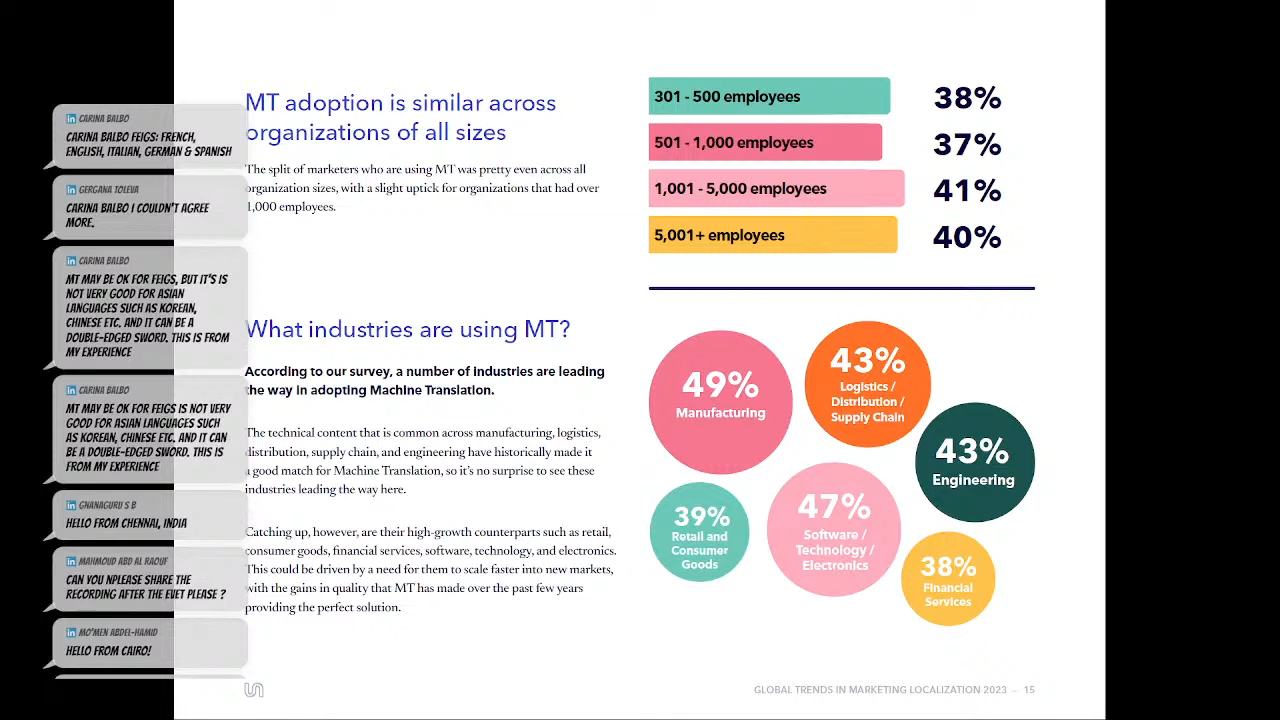 CARINA BALBO
CARINA BALBO FEIGS: FRENCH,
ENGLISH, ITALIAN, GERMAN & SPANISH
GERGANA TOLEVA
CARINA BALBO I COULDN'T AGREE
MORE.
CARINA BALBO
MT MAY BE OK FOR FEIGS, BUT IT'S IS
NOT VERY GOOD FOR ASIAN
LANGUAGES SUCH AS KOREAN,
CHINESE ETC. AND IT CAN BE A
DOUBLE-EDGED SWORD. THIS IS FROM
MY EXPERIENCE
CARINA BALBO
MT MAY BE OK FOR FEIGS IS NOT VERY
GOOD FOR ASIAN LANGUAGES SUCH
AS KOREAN, CHINESE ETC. AND IT CAN
BE A DOUBLE-EDGED SWORD. THIS IS
FROM MY EXPERIENCE
GNANAGURU S B
HELLO FROM CHENNAI, INDIA
MAHMOUD ABD AL RAOUF
CAN YOU NPLEASE SHARE THE
RECORDING AFTER THE EVET PLEASE ?
MO'MEN ABDEL-HAMID
HELLO FROM CAIRO!
MT adoption is similar across
organizations of all sizes
The split of marketers who are using MT was pretty even across all
organization sizes, with a slight uptick for organizations that had over
1,000 employees.
301 - 500 employees 38%
501 - 1,000 employees 37%
1,001 - 5,000 employees 41%
5,001+ employees 40%
What industries are using MT?
According to our survey, a number of industries are leading
the way in adopting Machine Translation.
The technical content that is common across manufacturing, logistics,
distribution, supply chain, and engineering have historically made it
a good match for Machine Translation, so it's no surprise to see these
industries leading the way here.
Catching up, however, are their high-growth counterparts such as retail,
consumer goods, financial services, software, technology, and electronics.
This could be driven by a need for them to scale faster into new markets,
with the gains in quality that MT has made over the past few years
providing the perfect solution.
49%
Manufacturing
43%
Logistics /
Distribution /
Supply Chain
43%
Engineering
39%
Retail and
Consumer
Goods
47%
Software /
Technology /
Electronics
38%
Financial
Services
GLOBAL TRENDS IN MARKETING LOCALIZATION 2023 — 15